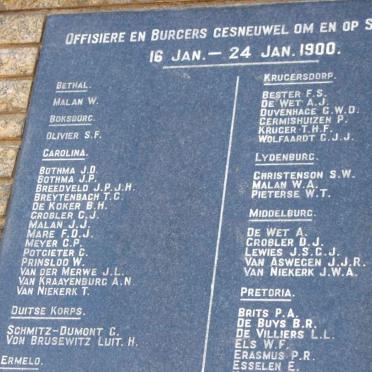 OFFISIERE EN BURGERS GESNEUWEL OM EN OP S
16 JAN. — 24 JAN. 1900.
BETHAL.
MALAN W.
BOKSBURG.
OLIVIER S.F.
CAROLINA.
BOTHMA J.D.
BOTHMA J.P.
BREEDVELD J.P.J.H.
BREYTENBACH T.C.
DE KOKER B.H.
GROBLER C.J.
MALAN J.J.
MARE F.D.J.
MEYER C.P.
POTGIETER C.
PRINSLOO W.
VAN DER MERWE J.L.
VAN KRAAYENBURG A.N
VAN NIEKERK T.
DUITSE KORPS.
SCHMITZ-DUMONT G.
VON BRUSEWITZ LUIT. H.
ERMELO.
KRUGERSDORP.
BESTER F.S.
DE WET A.J.
DUVENHAGE G.W.D.
GERMISHUIZEN P.
KRUGER T.H.F.
WOLFAARDT C.J.J.
LYDENBURG.
CHRISTENSON S.W.
MALAN W.A.
PIETERSE W.T.
MIDDELBURG.
DE WET A.
GROBLER D.J.
LEWIES J.S.C.J.
VAN ASWEGEN J.J.R.
VAN NIEKERK J.W.A.
PRETORIA.
BRITS P.A.
DE BUYS B.R.
DE VILLIERS L.L.
ELS W.F.
ERASMUS P.R.
ESSELEN E.